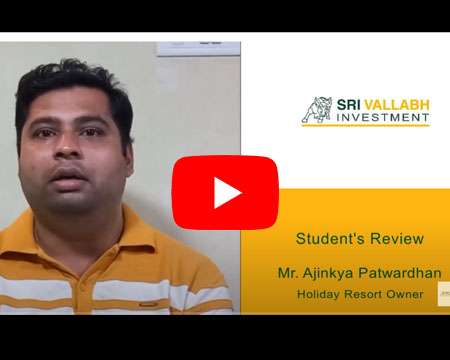 SRI VALLABH
INVESTMENT
Student's Review
Mr. Ajinkya Patwardhan
Holiday Resort Owner